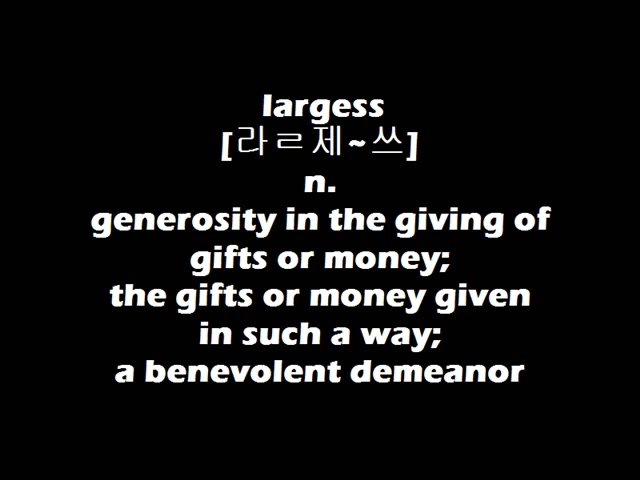 largess
[라ㄹ제~쓰]
n.
generosity in the giving of
gifts or money;
the gifts or money given
in such a way;
a benevolent demeanor